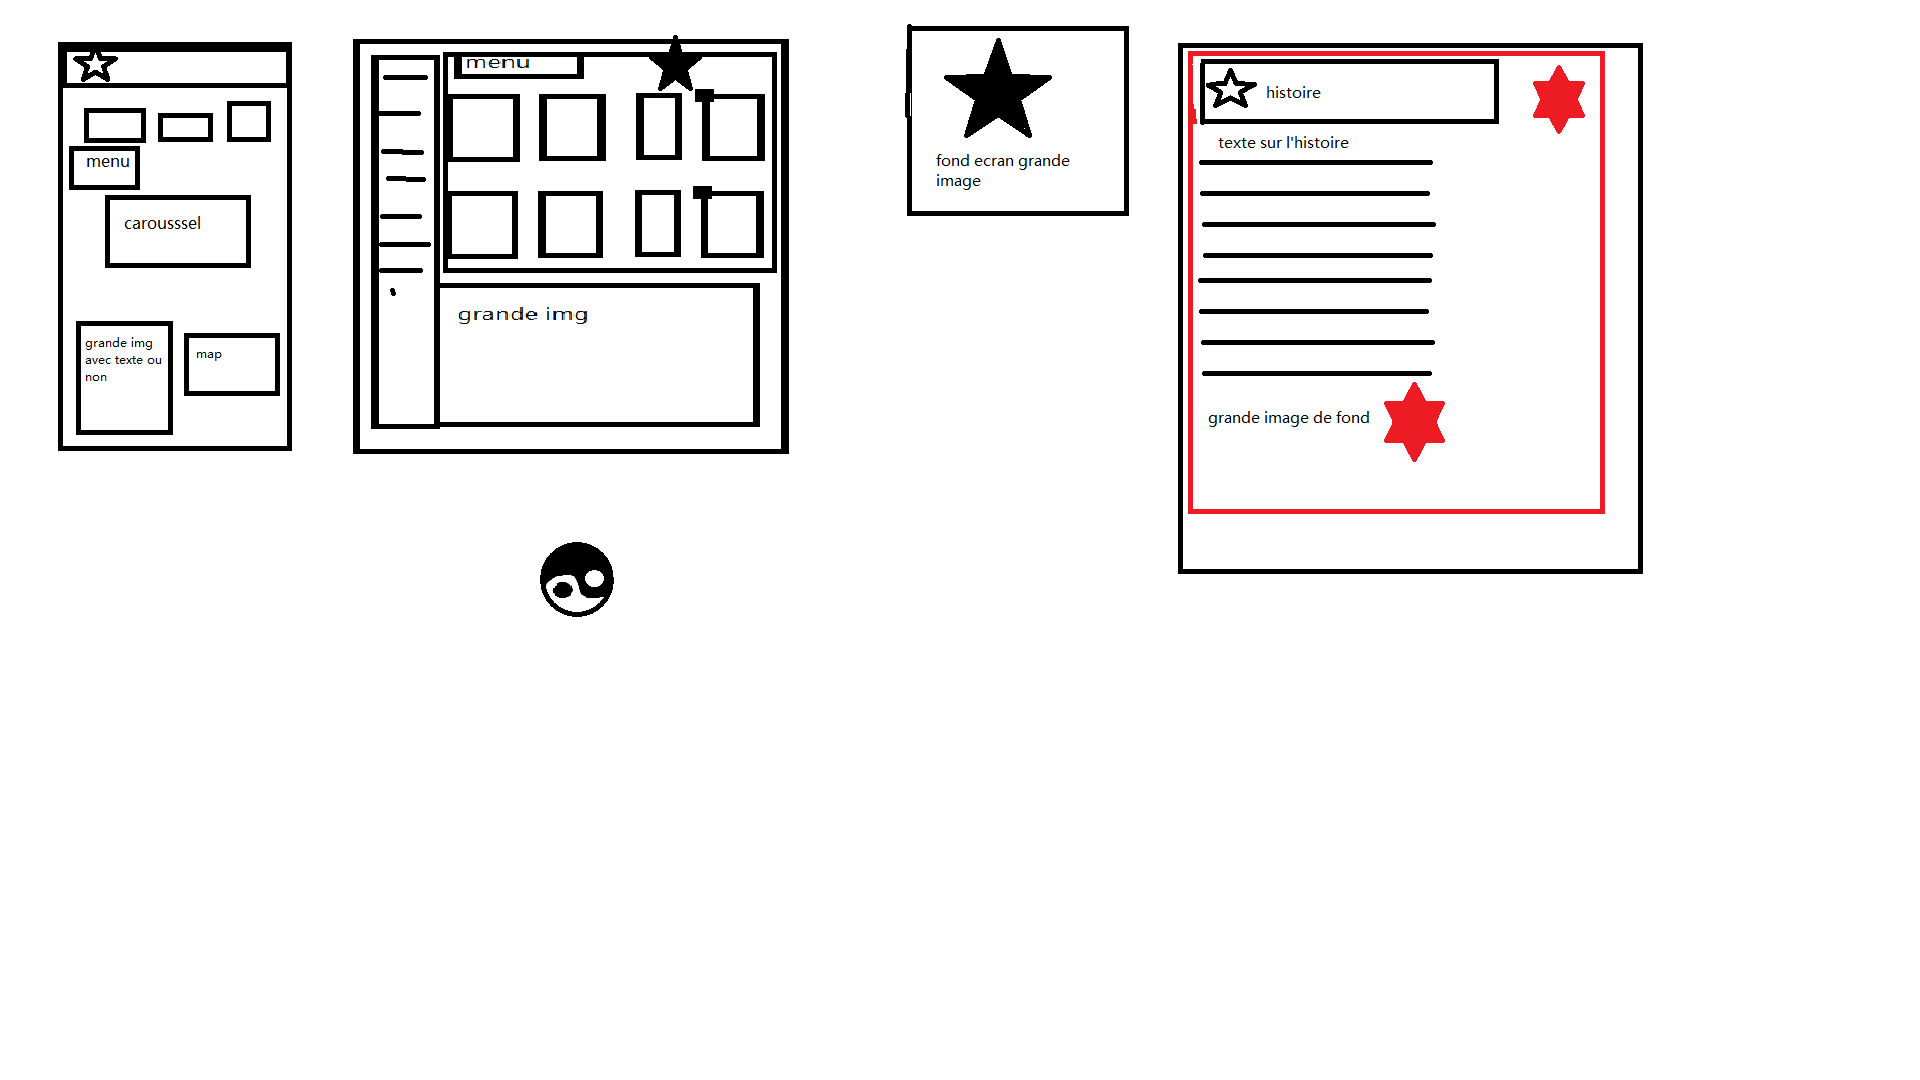 menu
carousssel
grande img
avec texte ou
non
map
menu
grande img
fond ecran grande
image
histoire
texte sur l'histoire
grande image de fond